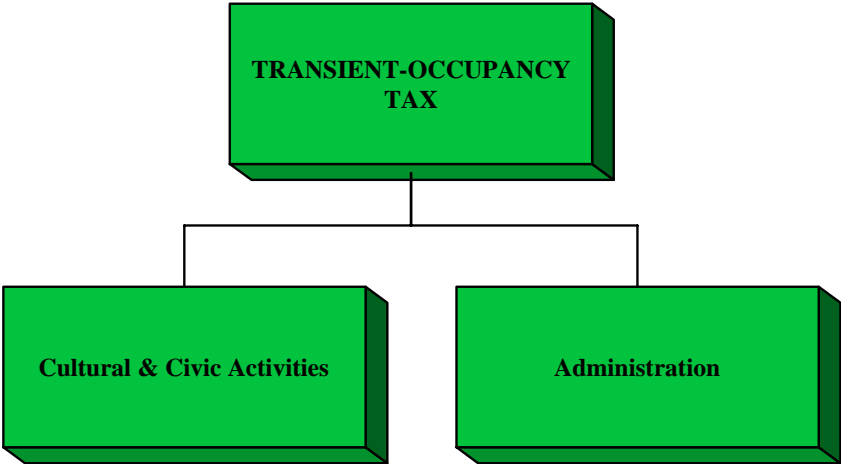 TRANSIENT-OCCUPANCY
TAX
Cultural & Civic Activities
Administration